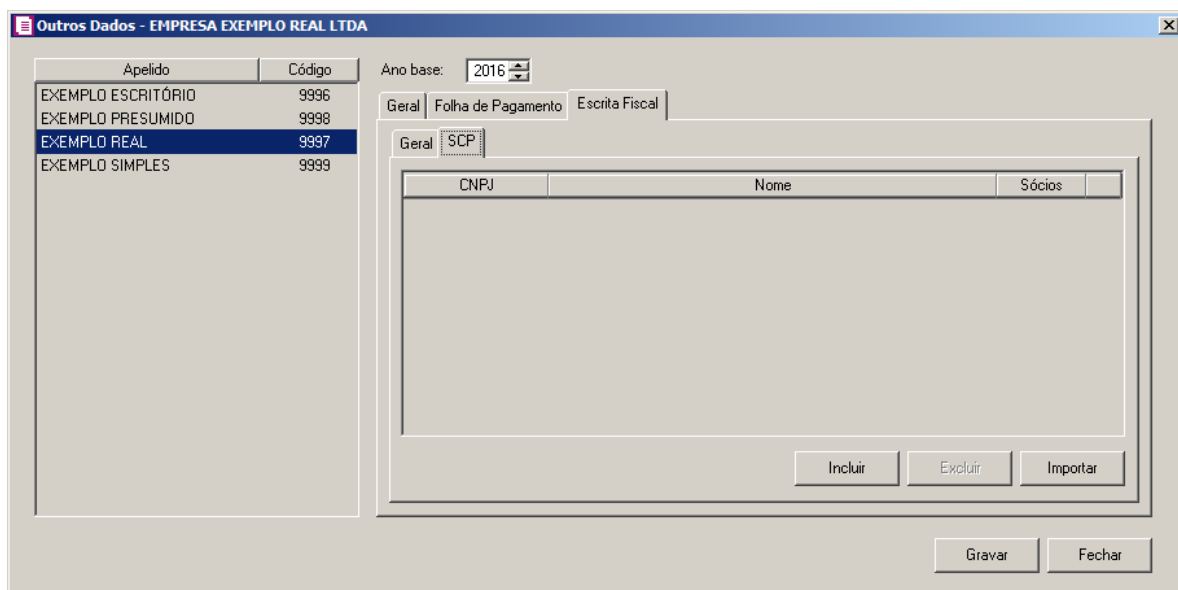 Outros Dados - EMPRESA EXEMPLO REAL LTDA
Apelido Código
EXEMPLO ESCRITÓRIO 9996
EXEMPLO PRESUMIDO 9998
EXEMPLO REAL 9997
EXEMPLO SIMPLES 9999
Ano base: 2016
Geral Folha de Pagamento Escrita Fiscal
Geral SCP
CNPJ Nome Sócios
Incluir Excluir Importar
Gravar Fechar